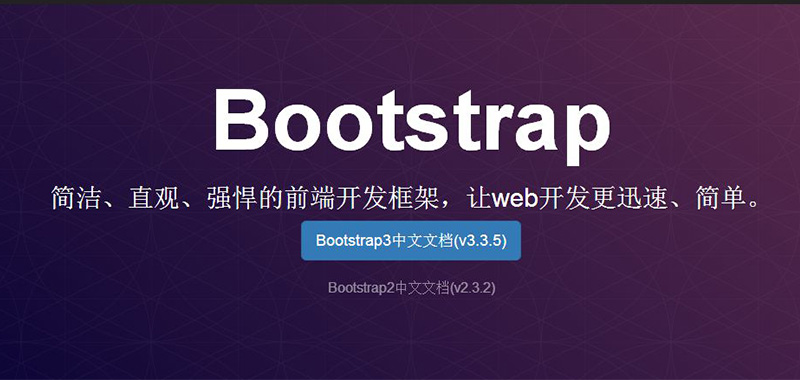 Bootstrap
简洁、直观、强悍的前端开发框架，让web开发更迅速、简单。
Bootstrap3中文文档(v3.3.5)
Bootstrap2中文文档(v2.3.2)